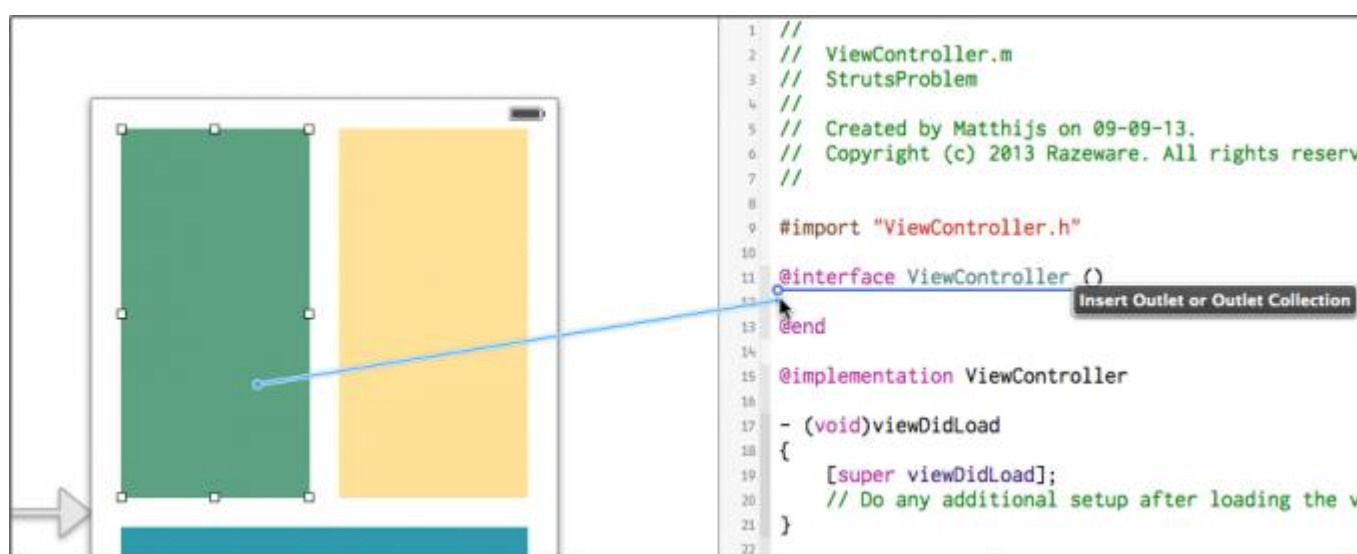 1 //
2 // ViewController.m
3 // StrutsProblem
4 //
5 // Created by Matthijs on 09-09-13.
6 // Copyright (c) 2013 Razeware. All rights reserv
7 //
8
9 #import "ViewController.h"
10
11 @interface ViewController ()
12
Insert Outlet or Outlet Collection
13 @end
14
15 @implementation ViewController
16
17 - (void)viewDidLoad
18 {
19 [super viewDidLoad];
20 // Do any additional setup after loading the v
21 }
22